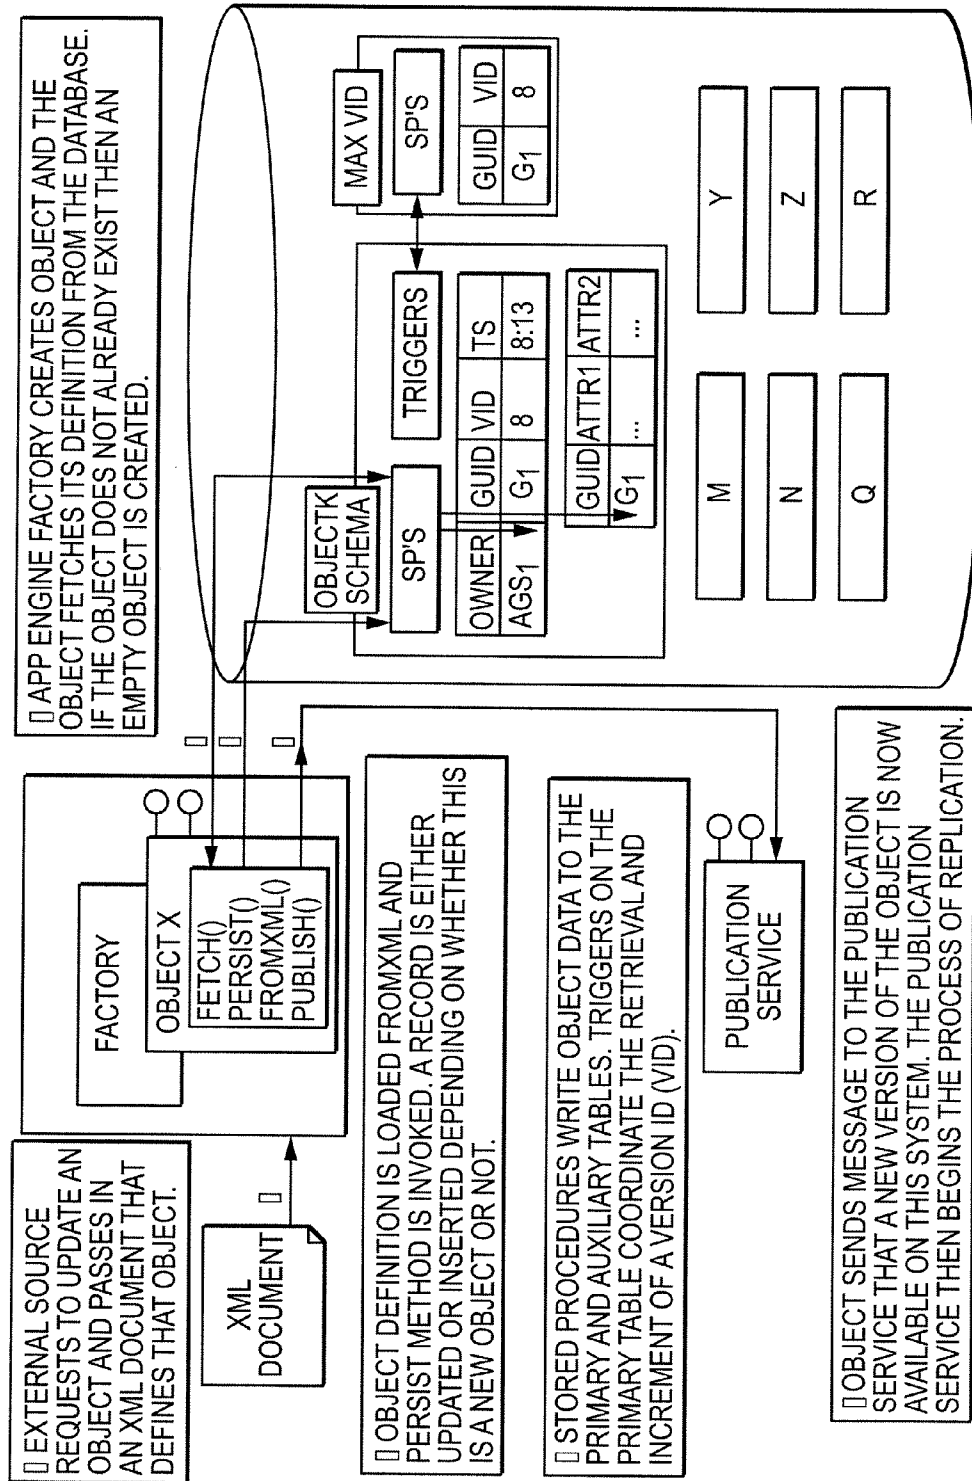 ▯ EXTERNAL SOURCE
REQUESTS TO UPDATE AN
OBJECT AND PASSES IN
AN XML DOCUMENT THAT
DEFINES THAT OBJECT.
XML
DOCUMENT
▯
FACTORY
OBJECT X
FETCH()
PERSIST()
FROMXML()
PUBLISH()
▯
▯
▯
▯ APP ENGINE FACTORY CREATES OBJECT AND THE
OBJECT FETCHES ITS DEFINITION FROM THE DATABASE.
IF THE OBJECT DOES NOT ALREADY EXIST THEN AN
EMPTY OBJECT IS CREATED.
▯ OBJECT DEFINITION IS LOADED FROMXML AND
PERSIST METHOD IS INVOKED. A RECORD IS EITHER
UPDATED OR INSERTED DEPENDING ON WHETHER THIS
IS A NEW OBJECT OR NOT.
▯ STORED PROCEDURES WRITE OBJECT DATA TO THE
PRIMARY AND AUXILIARY TABLES. TRIGGERS ON THE
PRIMARY TABLE COORDINATE THE RETRIEVAL AND
INCREMENT OF A VERSION ID (VID).
PUBLICATION
SERVICE
▯ OBJECT SENDS MESSAGE TO THE PUBLICATION
SERVICE THAT A NEW VERSION OF THE OBJECT IS NOW
AVAILABLE ON THIS SYSTEM. THE PUBLICATION
SERVICE THEN BEGINS THE PROCESS OF REPLICATION.
OBJECTK
SCHEMA
SP'S
TRIGGERS
OWNER GUID VID TS
AGS1 G1 8 8:13
GUID ATTR1 ATTR2
G1 ... ...
MAX VID
SP'S
GUID VID
G1 8
M Y
N Z
Q R